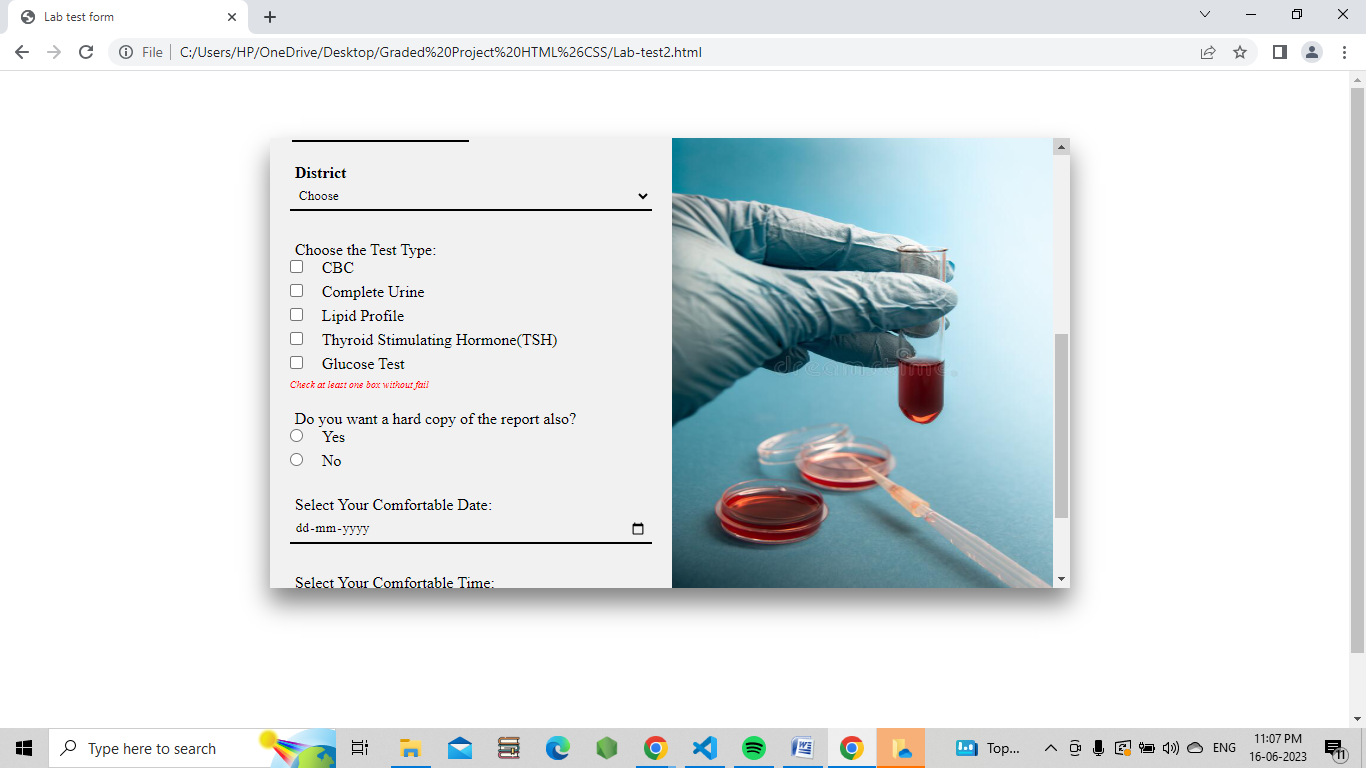 Lab test form
File
C:/Users/HP/OneDrive/Desktop/Graded%20Project%20HTML%26CSS/Lab-test2.html
District
Choose
Choose the Test Type:
CBC
Complete Urine
Lipid Profile
Thyroid Stimulating Hormone(TSH)
Glucose Test
Check at least one box without fail
Do you want a hard copy of the report also?
Yes
No
Select Your Comfortable Date:
dd-mm-yyyy
Select Your Comfortable Time:
dreamstime.
Type here to search
Top...
ENG
11:07 PM
16-06-2023
11